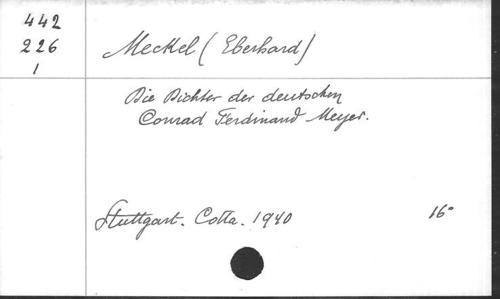 442
226
1
Meckel (Eberhard)
Die Dichter der deutschen
Conrad Ferdinand Meyer.
Stuttgart. Cotta. 1940 16°